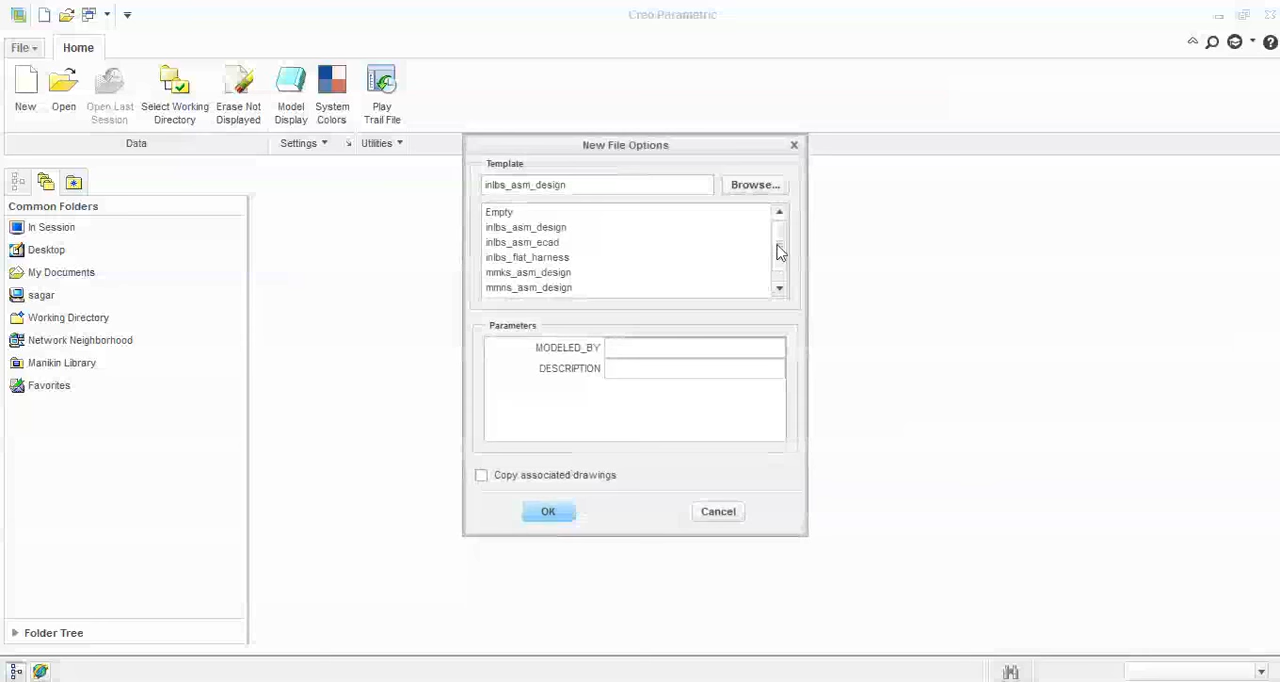 Creo Parametric
File
Home
New
Open
Open Last Session
Select Working Directory
Erase Not Displayed
Model Display
System Colors
Play Trail File
Data
Settings
Utilities
Common Folders
In Session
Desktop
My Documents
sagar
Working Directory
Network Neighborhood
Manikin Library
Favorites
Folder Tree
New File Options
Template
inlbs_asm_design
Browse...
Empty
inlbs_asm_design
inlbs_asm_ecad
inlbs_flat_harness
mmks_asm_design
mmns_asm_design
Parameters
MODELED_BY
DESCRIPTION
Copy associated drawings
OK
Cancel